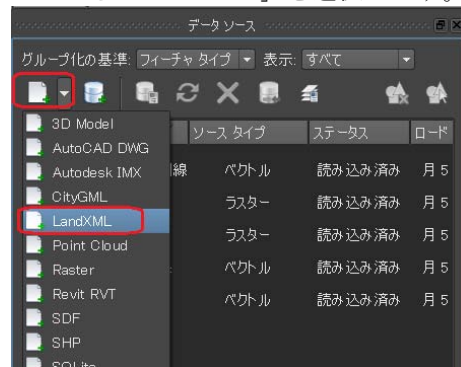 データ ソース
グループ化の基準: フィーチャ タイプ 表示: すべて
ソース タイプ ステータス ロード
3D Model
AutoCAD DWG
Autodesk IMX 線 ベクトル 読み込み済み 月 5
CityGML ラスター 読み込み済み 月 5
LandXML
Point Cloud ラスター 読み込み済み 月 5
Raster ベクトル 読み込み済み 月 5
Revit RVT ベクトル 読み込み済み 月 5
SDF
SHP
SQLite